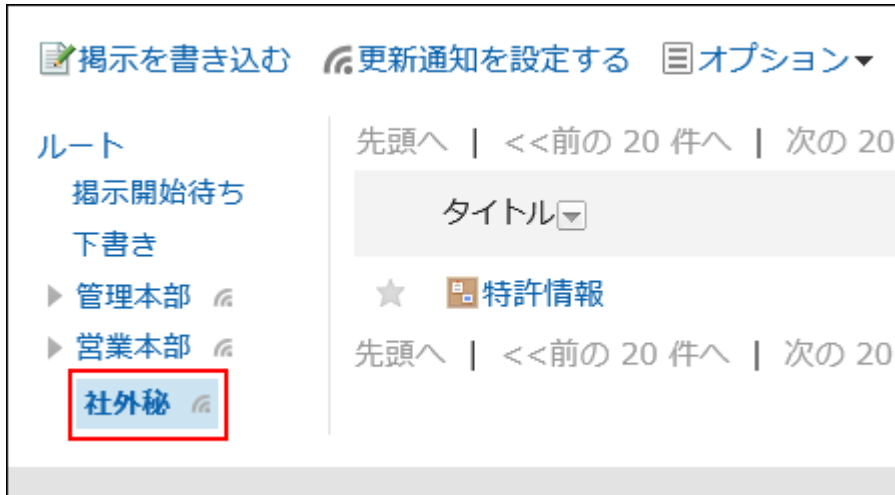 掲示を書き込む 更新通知を設定する オプション▼
ルート
掲示開始待ち
下書き
管理本部
営業本部
社外秘
先頭へ | <<前の 20 件へ | 次の 20
タイトル
特許情報
先頭へ | <<前の 20 件へ | 次の 20